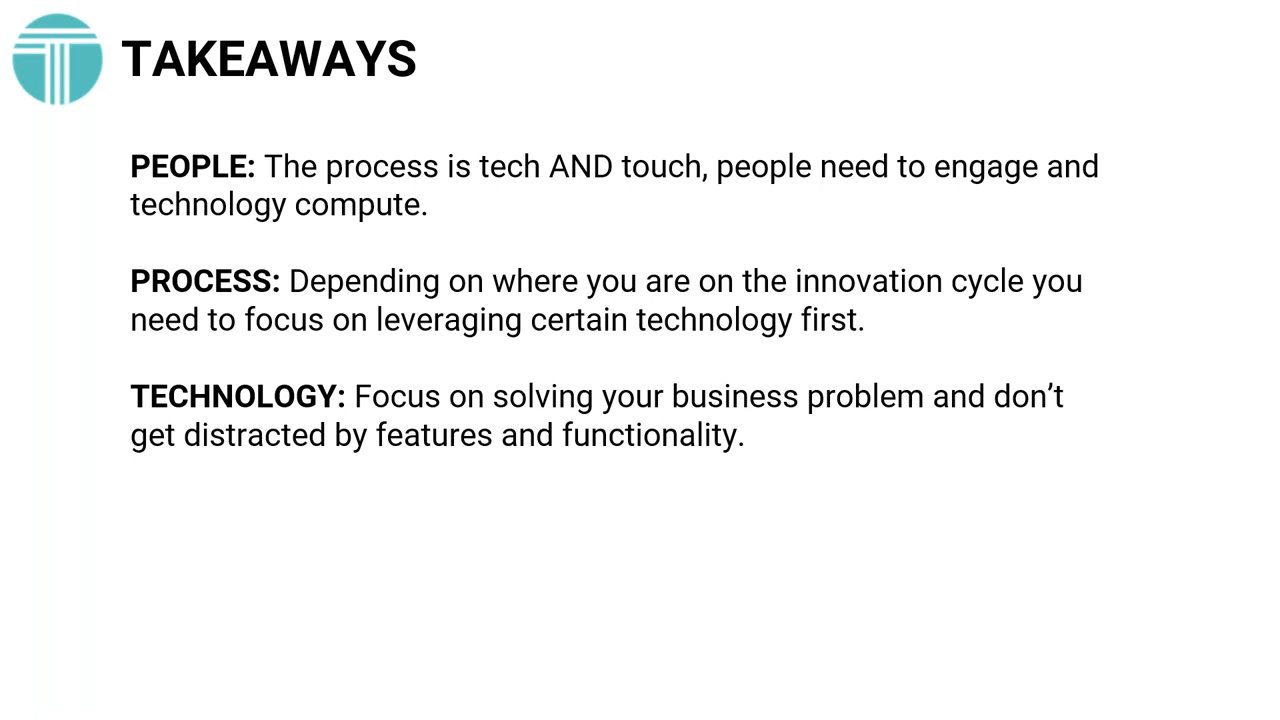 TAKEAWAYS
PEOPLE: The process is tech AND touch, people need to engage and
technology compute.
PROCESS: Depending on where you are on the innovation cycle you
need to focus on leveraging certain technology first.
TECHNOLOGY: Focus on solving your business problem and don’t
get distracted by features and functionality.